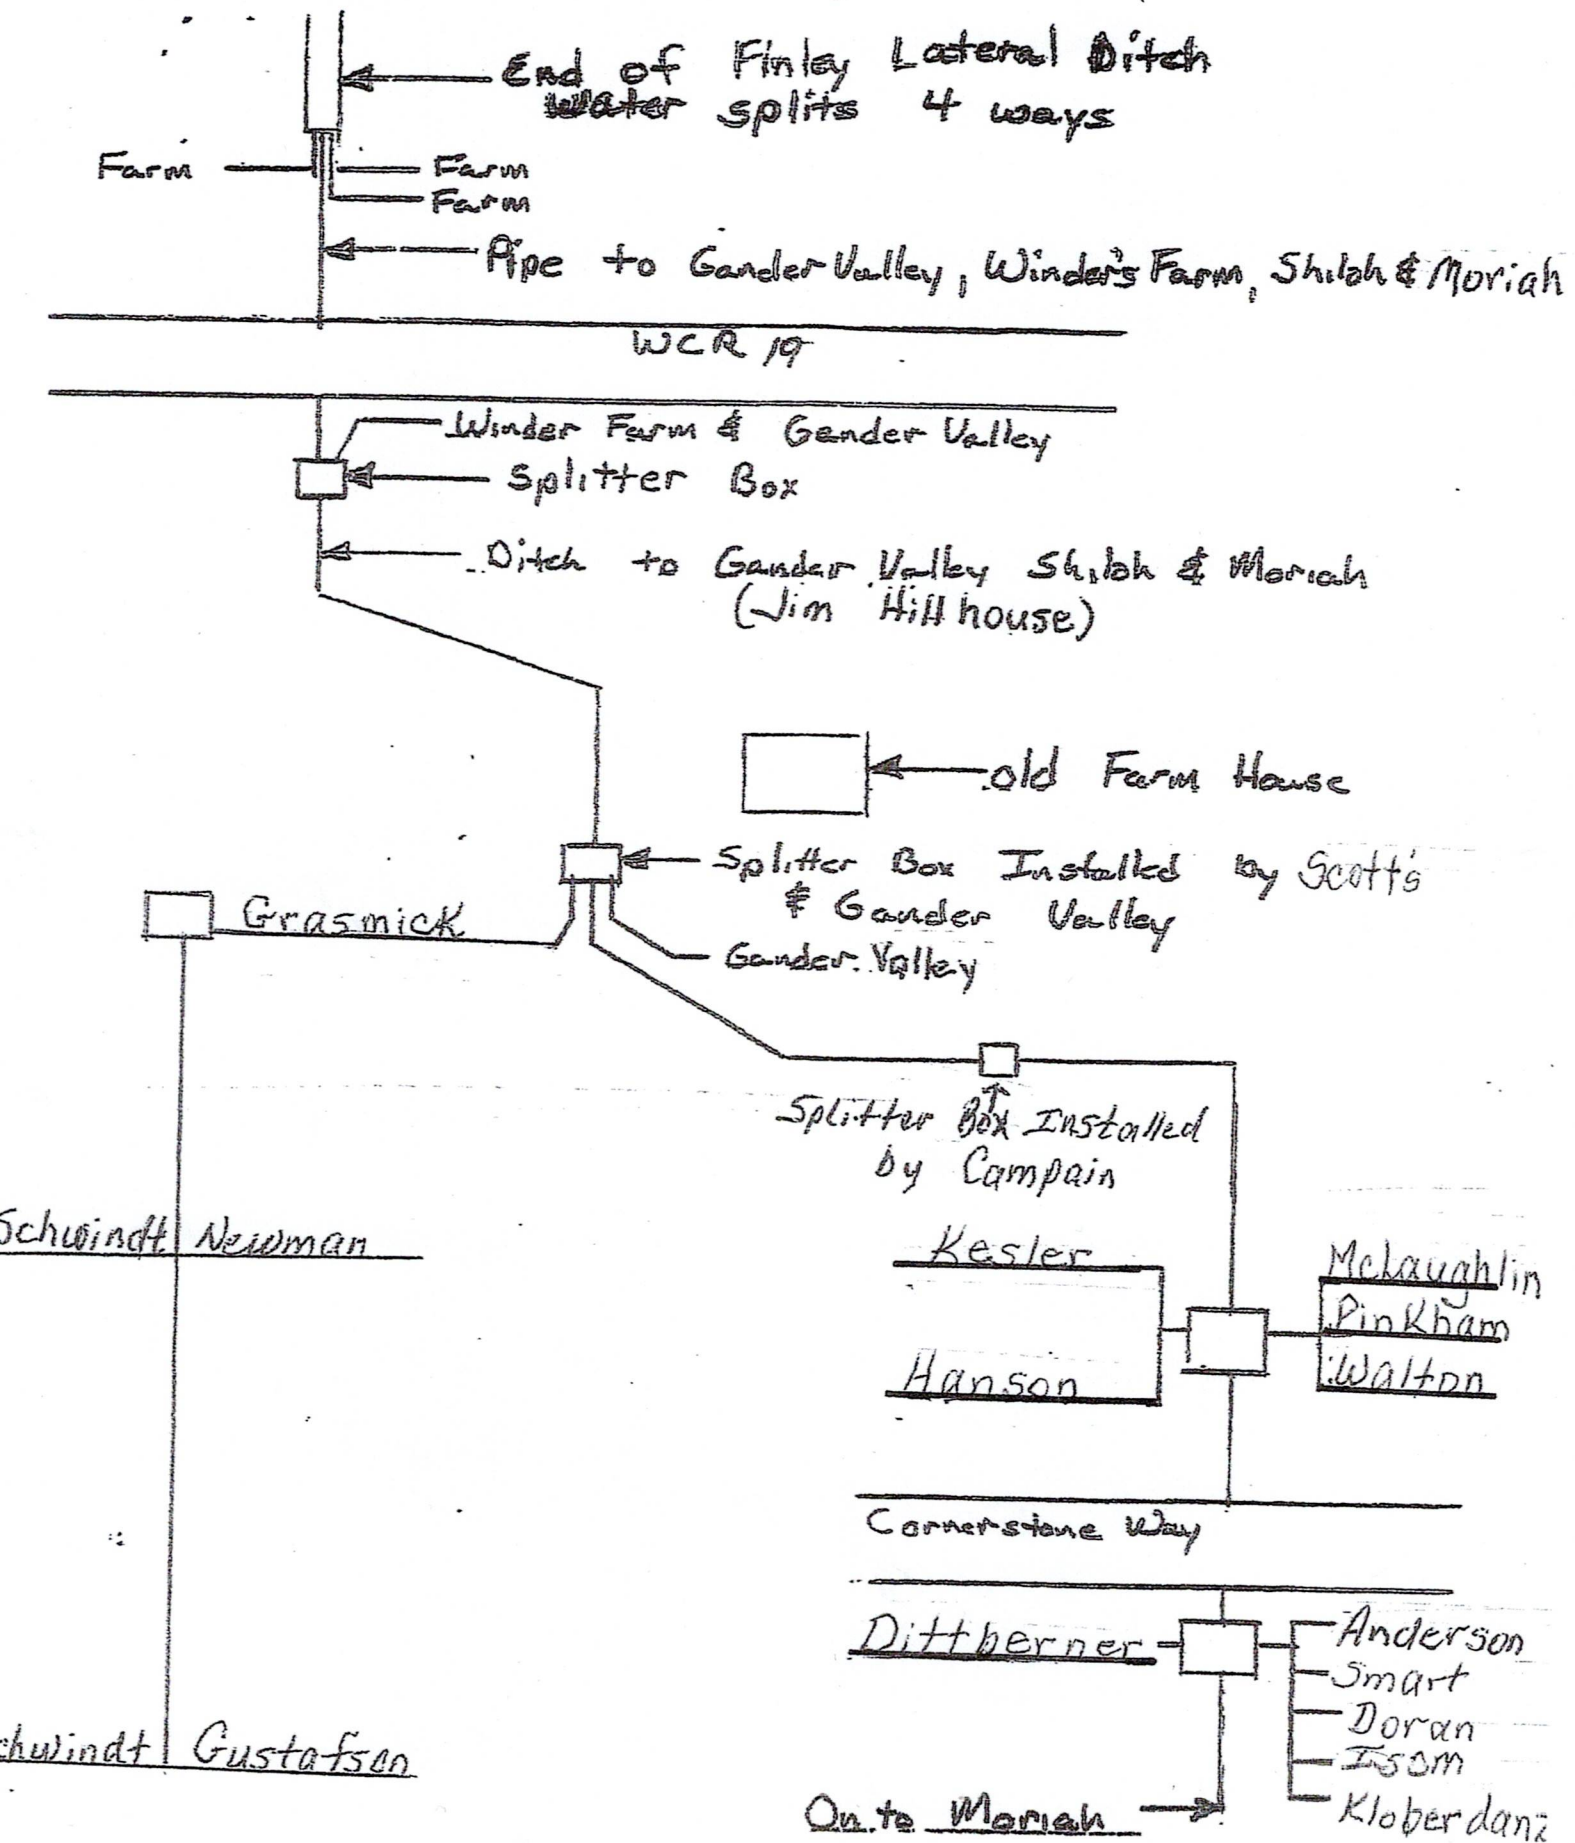 End of Finley Lateral Ditch
Water splits 4 ways
Farm
Farm
Farm
Pipe to Gander Valley, Winder's Farm, Shiloh & Moriah
WCR 19
Winder Farm & Gander Valley
Splitter Box
Ditch to Gander Valley Shiloh & Moriah
(Jim Hillhouse)
Old Farm House
Splitter Box Installed by Scott's
& Gander Valley
Grasmick
Gander Valley
Splitter Box Installed
by Campain
Schwindt
Newman
Kesler
McLaughlin
Pinkham
Hanson
Walton
Cornerstone Way
Dittberner
Anderson
Smart
Doran
Isom
Kloberdanz
chwindt
Gustafson
On to Moriah